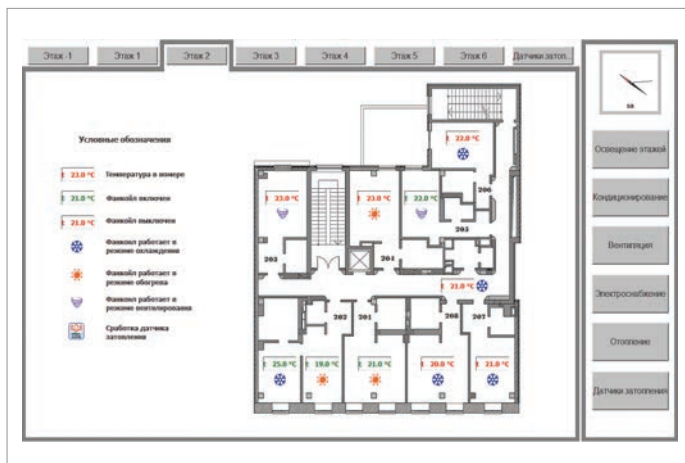 Этаж -1
Этаж 1
Этаж 2
Этаж 3
Этаж 4
Этаж 5
Этаж 6
Датчики затоп...
Условные обозначения
t 23.0 °C Температура в номере
t 23.0 °C Фанкойл включен
t 21.0 °C Фанкойл выключен
Фанкойл работает в
режиме охлаждения
Фанкойл работает в
режиме обогрева
Фанкойл работает в
режиме вентилирования
Сработка датчика
затопления
t 23.0 °C
206
t 23.0 °C
t 23.0 °C
t 22.0 °C
205
203
204
t 21.0 °C
202
201
208
207
t 25.0 °C
t 19.0 °C
t 21.0 °C
t 20.0 °C
t 21.0 °C
Освещение этажей
Кондиционирование
Вентиляция
Электроснабжение
Отопление
Датчики затопления